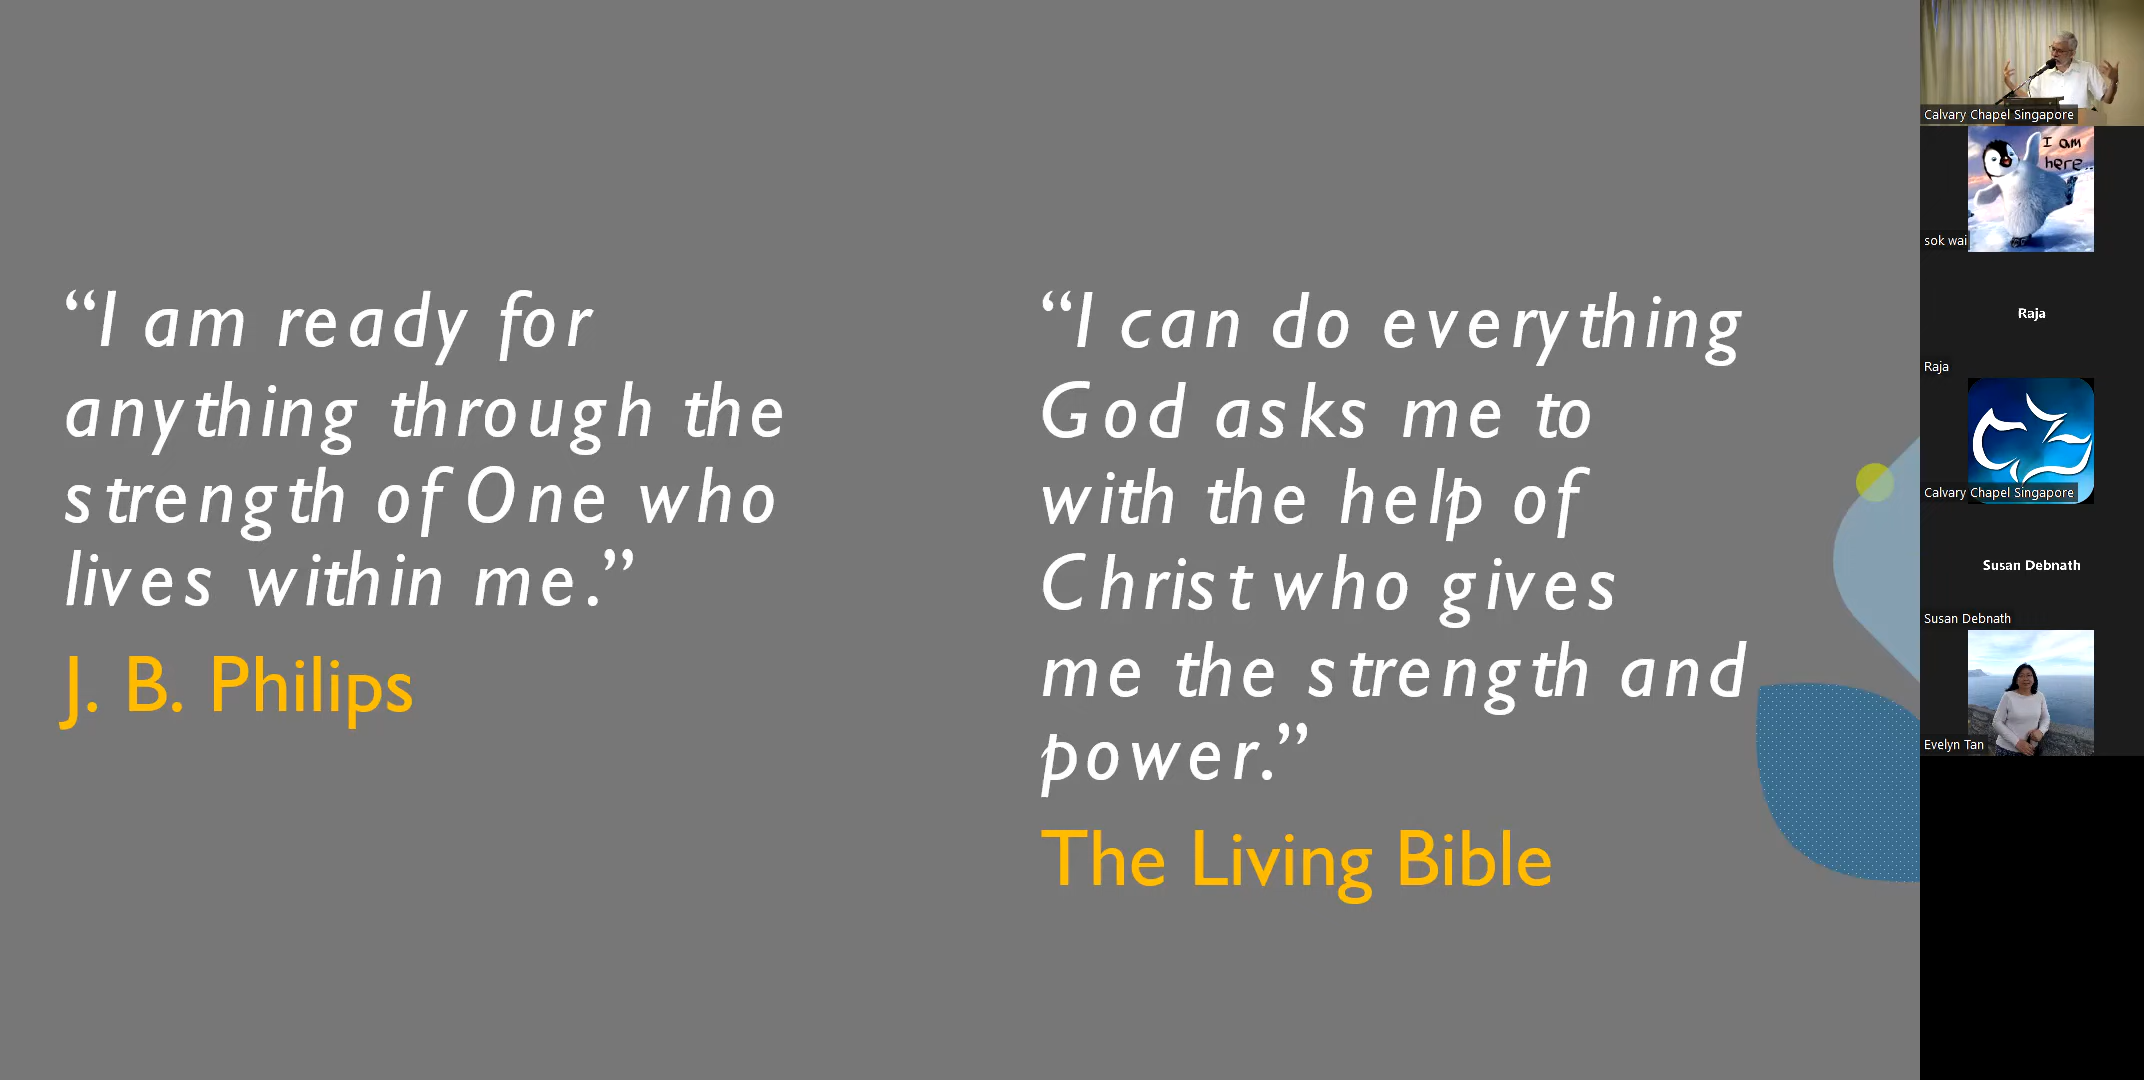 “I am ready for
anything through the
strength of One who
lives within me.”
J. B. Philips
“I can do everything
God asks me to
with the help of
Christ who gives
me the strength and
power.”
The Living Bible
Calvary Chapel Singapore
I am
here
sok wai
Raja
Raja
Calvary Chapel Singapore
Susan Debnath
Susan Debnath
Evelyn Tan